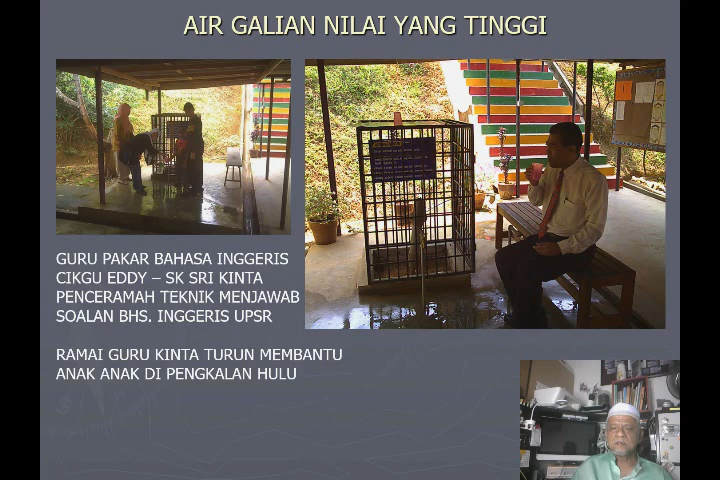 AIR GALIAN NILAI YANG TINGGI
GURU PAKAR BAHASA INGGERIS
CIKGU EDDY – SK SRI KINTA
PENCERAMAH TEKNIK MENJAWAB
SOALAN BHS. INGGERIS UPSR
RAMAI GURU KINTA TURUN MEMBANTU
ANAK ANAK DI PENGKALAN HULU